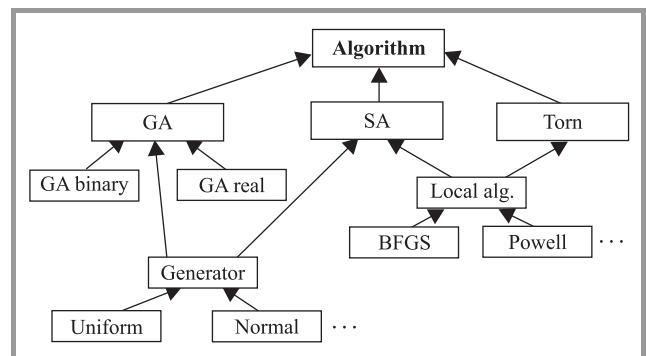 Algorithm
GA
SA
Torn
GA binary
GA real
Local alg.
BFGS
Powell
...
Generator
Uniform
Normal
...